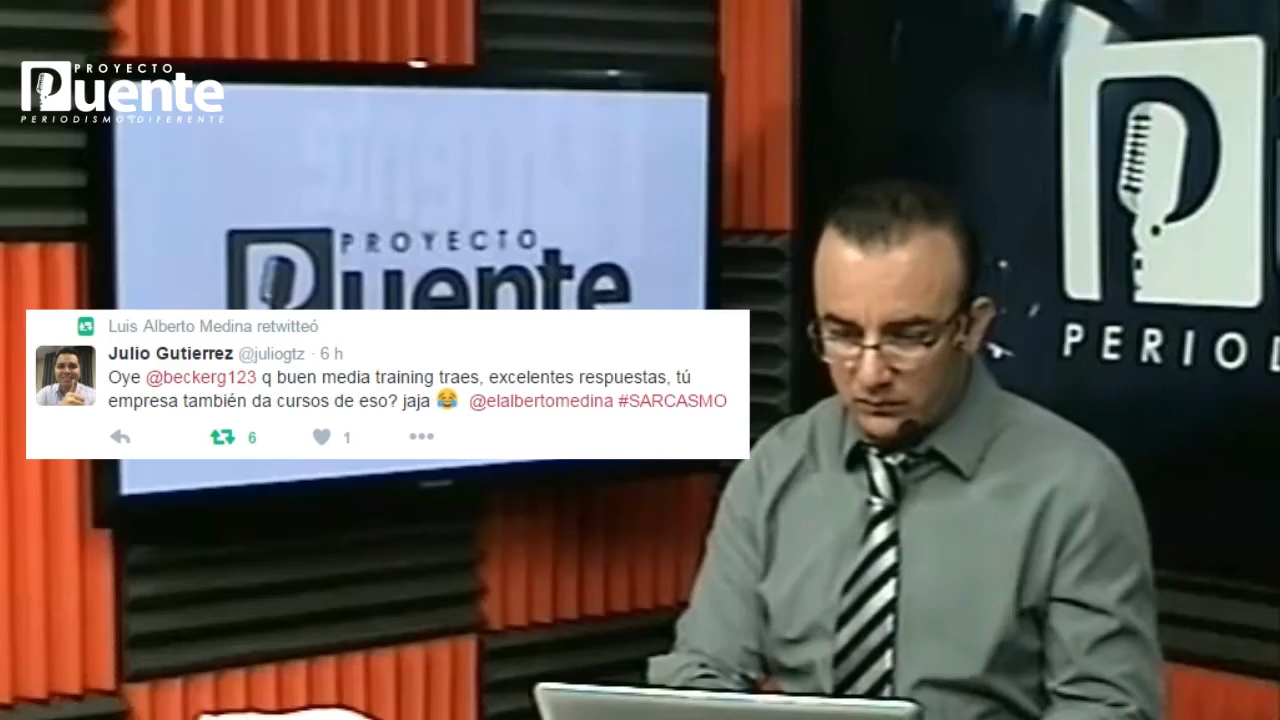 PROYECTO
Puente
PERIODISMO DIFERENTE
PROYECTO
Puente
Luis Alberto Medina retwitteó
Julio Gutierrez @juliogtz · 6 h
Oye @beckerg123 q buen media training traes, excelentes respuestas, tú
empresa también da cursos de eso? jaja 😂 @elalbertomedina #SARCASMO
6
1
P
PERIOD